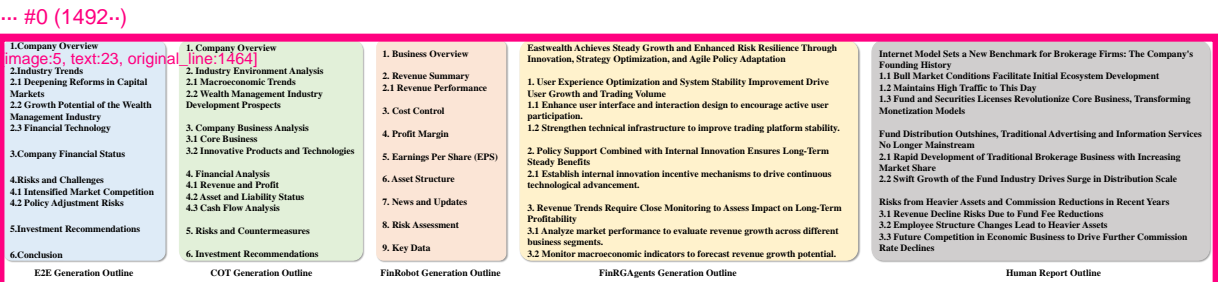 ... #0 (1492..)
image:5, text:23, original_line:1464]
1.Company Overview
2.Industry Trends
2.1 Deepening Reforms in Capital
Markets
2.2 Growth Potential of the Wealth
Management Industry
2.3 Financial Technology
3.Company Financial Status
4.Risks and Challenges
4.1 Intensified Market Competition
4.2 Policy Adjustment Risks
5.Investment Recommendations
6.Conclusion
E2E Generation Outline
1. Company Overview
2. Industry Environment Analysis
2.1 Macroeconomic Trends
2.2 Wealth Management Industry
Development Prospects
3. Company Business Analysis
3.1 Core Business
3.2 Innovative Products and Technologies
4. Financial Analysis
4.1 Revenue and Profit
4.2 Asset and Liability Status
4.3 Cash Flow Analysis
5. Risks and Countermeasures
6. Investment Recommendations
COT Generation Outline
1. Business Overview
2. Revenue Summary
2.1 Revenue Performance
3. Cost Control
4. Profit Margin
5. Earnings Per Share (EPS)
6. Asset Structure
7. News and Updates
8. Risk Assessment
9. Key Data
FinRobot Generation Outline
Eastwealth Achieves Steady Growth and Enhanced Risk Resilience Through
Innovation, Strategy Optimization, and Agile Policy Adaptation
1. User Experience Optimization and System Stability Improvement Drive
User Growth and Trading Volume
1.1 Enhance user interface and interaction design to encourage active user
participation.
1.2 Strengthen technical infrastructure to improve trading platform stability.
2. Policy Support Combined with Internal Innovation Ensures Long-Term
Steady Benefits
2.1 Establish internal innovation incentive mechanisms to drive continuous
technological advancement.
3. Revenue Trends Require Close Monitoring to Assess Impact on Long-Term
Profitability
3.1 Analyze market performance to evaluate revenue growth across different
business segments.
3.2 Monitor macroeconomic indicators to forecast revenue growth potential.
FinRGAgents Generation Outline
Internet Model Sets a New Benchmark for Brokerage Firms: The Company's
Founding History
1.1 Bull Market Conditions Facilitate Initial Ecosystem Development
1.2 Maintains High Traffic to This Day
1.3 Fund and Securities Licenses Revolutionize Core Business, Transforming
Monetization Models
Fund Distribution Outshines, Traditional Advertising and Information Services
No Longer Mainstream
2.1 Rapid Development of Traditional Brokerage Business with Increasing
Market Share
2.2 Swift Growth of the Fund Industry Drives Surge in Distribution Scale
Risks from Heavier Assets and Commission Reductions in Recent Years
3.1 Revenue Decline Risks Due to Fund Fee Reductions
3.2 Employee Structure Changes Lead to Heavier Assets
3.3 Future Competition in Economic Business to Drive Further Commission
Rate Declines
Human Report Outline